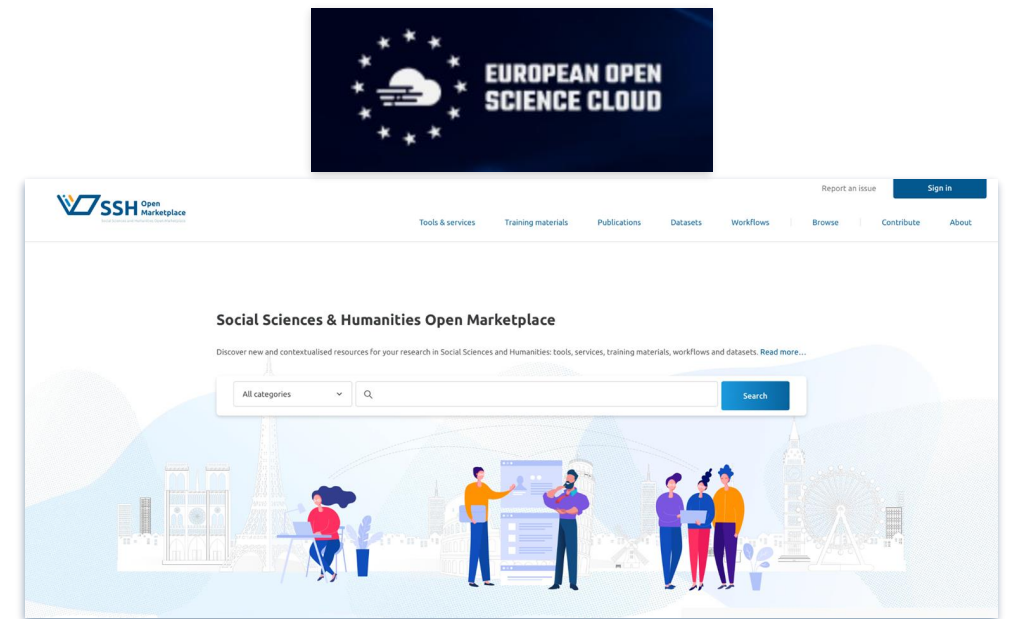 EUROPEAN OPEN
SCIENCE CLOUD
Report an issue
Sign in
SSH Open
Marketplace
Tools & services
Training materials
Publications
Datasets
Workflows
Browse
Contribute
About
Social Sciences & Humanities Open Marketplace
Discover new and contextualised resources for your research in Social Sciences and Humanities: tools, services, training materials, workflows and datasets. Read more...
All categories
Search